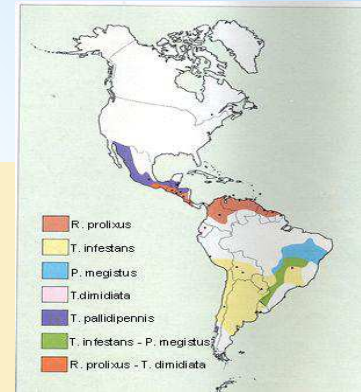 R. prolixus
T. infestans
P. megistus
T.dimidiata
T. pallidipennis
T. infestans - P. megistus
R. prolixus - T. dimidiata